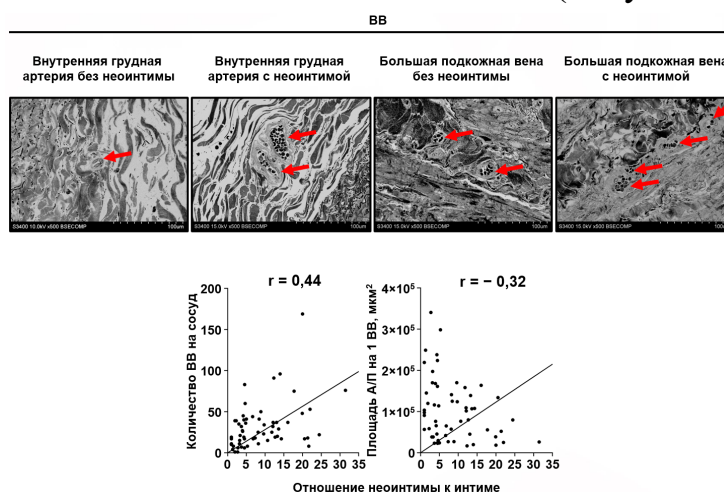 ВВ
Внутренняя грудная
артерия без неоинтимы
Внутренняя грудная
артерия с неоинтимой
Большая подкожная вена
без неоинтимы
Большая подкожная вена
с неоинтимой
S3400 10.0kV x500 BSECOMP 100um
S3400 15.0kV x500 BSECOMP 100um
S3400 15.0kV x500 BSECOMP 100um
S3400 15.0kV x500 BSECOMP 100um
r = 0,44
Количество ВВ на сосуд
200
150
100
50
0
0 5 10 15 20 25 30 35
r = − 0,32
Площадь А/П на 1 ВВ, мкм²
4×10⁵
3×10⁵
2×10⁵
1×10⁵
0
0 5 10 15 20 25 30 35
Отношение неоинтимы к интиме